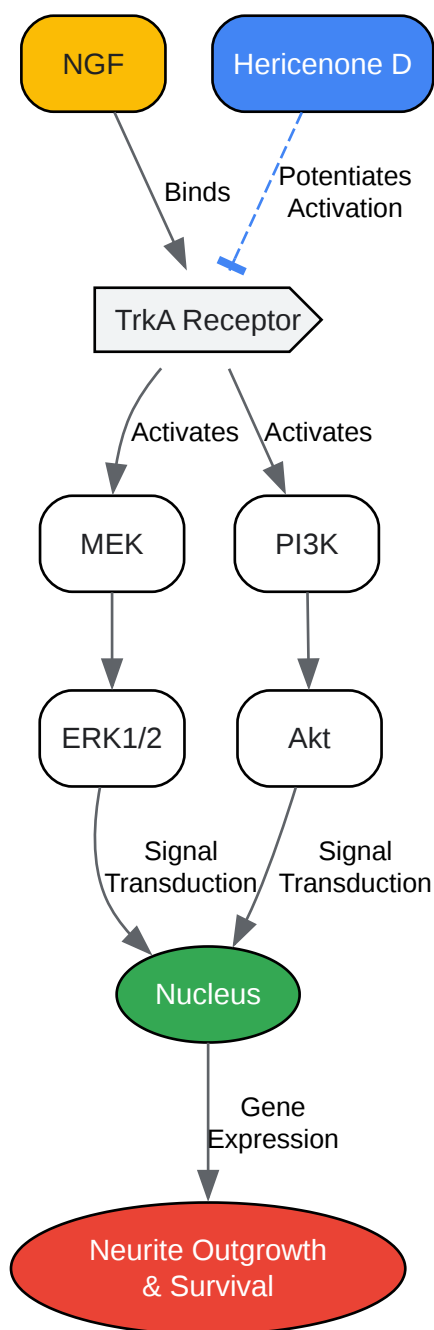 NGF
Hericenone D
Binds
Potentiates
Activation
TrkA Receptor
Activates
Activates
MEK
PI3K
ERK1/2
Akt
Signal
Transduction
Signal
Transduction
Nucleus
Gene
Expression
Neurite Outgrowth
& Survival